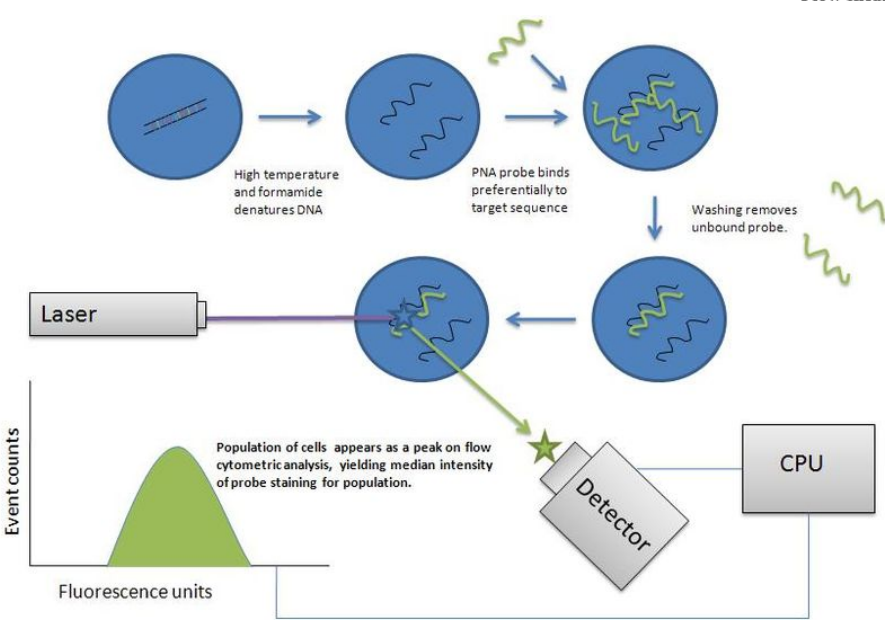 High temperature
and formamide
denatures DNA
PNA probe binds
preferentially to
target sequence
Washing removes
unbound probe.
Laser
Population of cells appears as a peak on flow
cytometric analysis, yielding median intensity
of probe staining for population.
Event counts
Fluorescence units
Detector
CPU